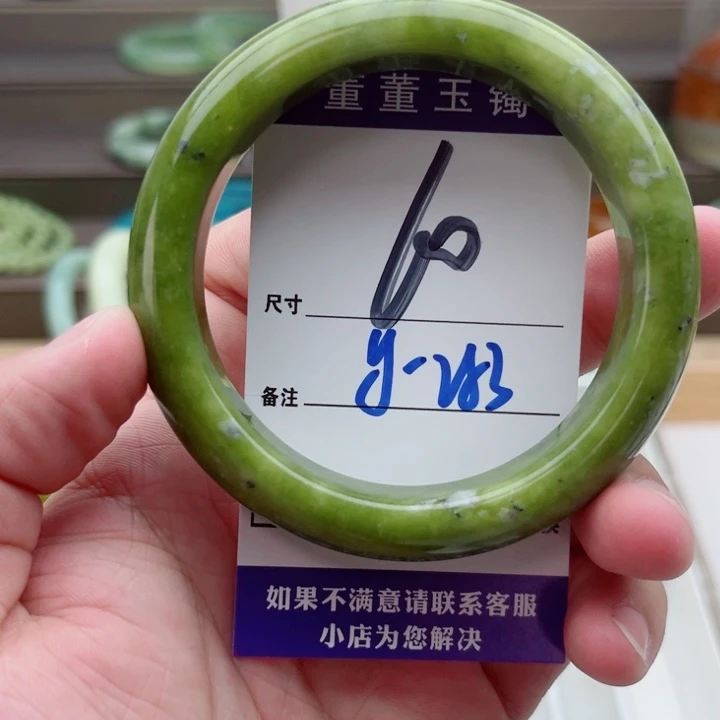 董董玉镯
尺寸 60
备注 y-283
如果不满意请联系客服
小店为您解决